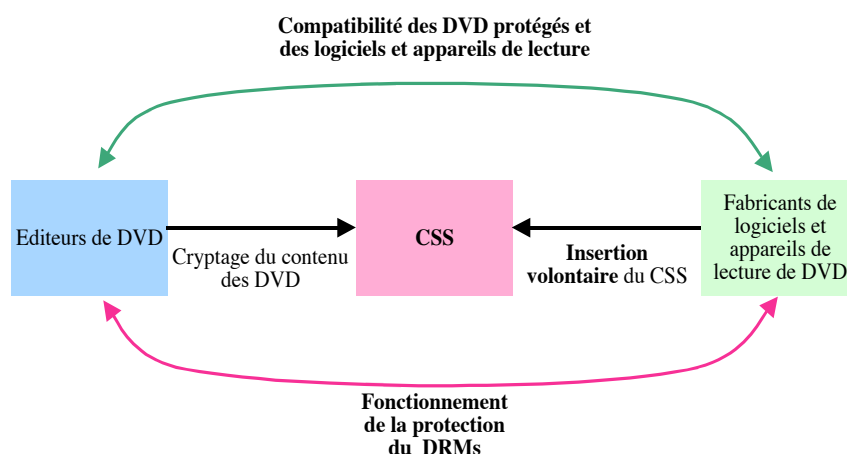 Compatibilité des DVD protégés et
des logiciels et appareils de lecture
Editeurs de DVD
Cryptage du contenu
des DVD
CSS
Insertion
volontaire du CSS
Fabricants de
logiciels et
appareils de
lecture de DVD
Fonctionnement
de la protection
du DRMs